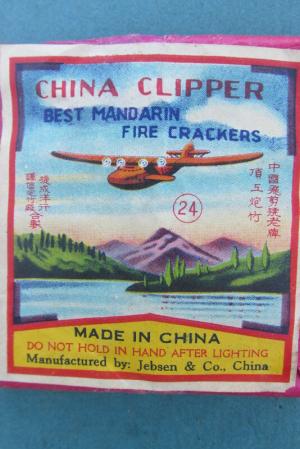 CHINA CLIPPER
BEST MANDARIN
FIRE CRACKERS
24
MADE IN CHINA
DO NOT HOLD IN HAND AFTER LIGHTING
Manufactured by: Jebsen & Co., China